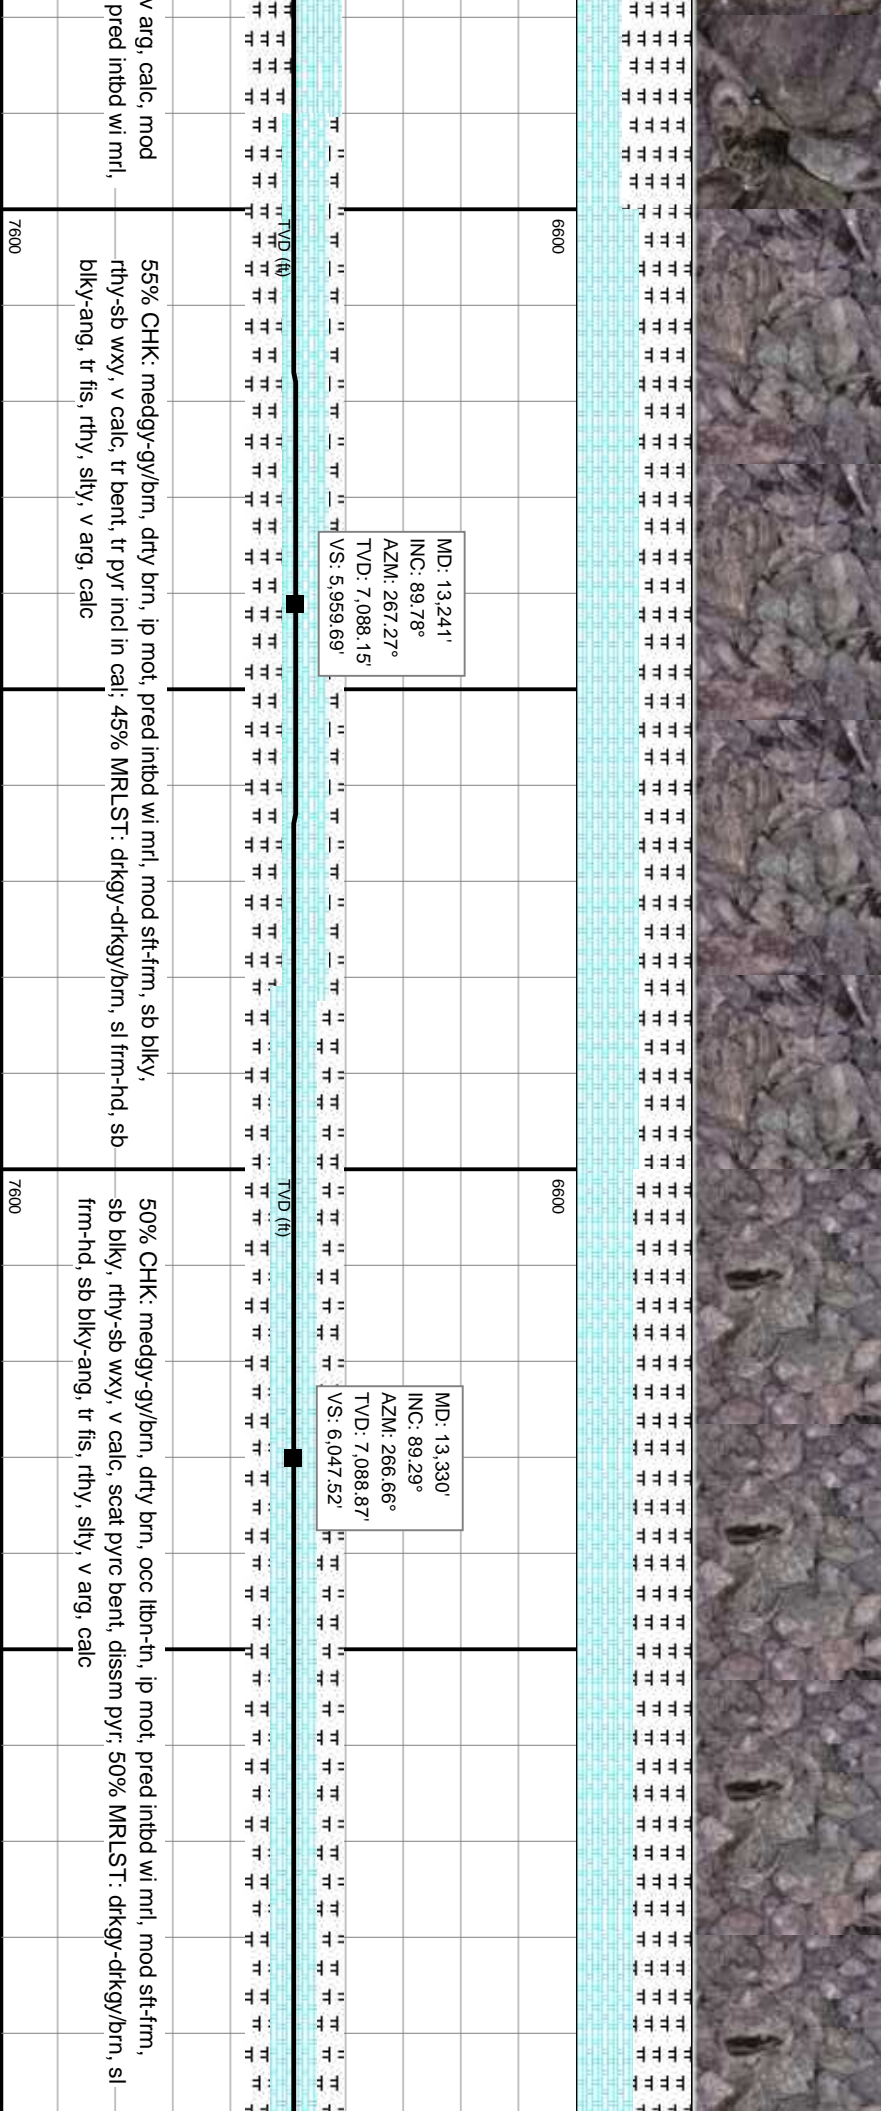 v arg, calc, mod
pred intbd wi mrl,
6600
TVD (ft)
7600
MD: 13,241'
INC: 89.78°
AZM: 267.27°
TVD: 7,088.15'
VS: 5,959.69'
55% CHK: medgy-gy/brn, drty brn, ip mot, pred intbd wi mrl, mod sft-frm, sb blky,
rthy-sb wxy, v calc, tr bent, tr pyr incl in cal; 45% MRLST: drkgy-drkgy/brn, sl frm-hd, sb
blky-ang, tr fis, rthy, slty, v arg, calc
6600
TVD (ft)
7600
MD: 13,330'
INC: 89.29°
AZM: 266.66°
TVD: 7,088.87'
VS: 6,047.52'
50% CHK: medgy-gy/brn, drty brn, occ ltbn-tn, ip mot, pred intbd wi mrl, mod sft-frm,
sb blky, rthy-sb wxy, v calc, scat pyrc bent, dissm pyr; 50% MRLST: drkgy-drkgy/brn, sl
frm-hd, sb blky-ang, tr fis, rthy, slty, v arg, calc